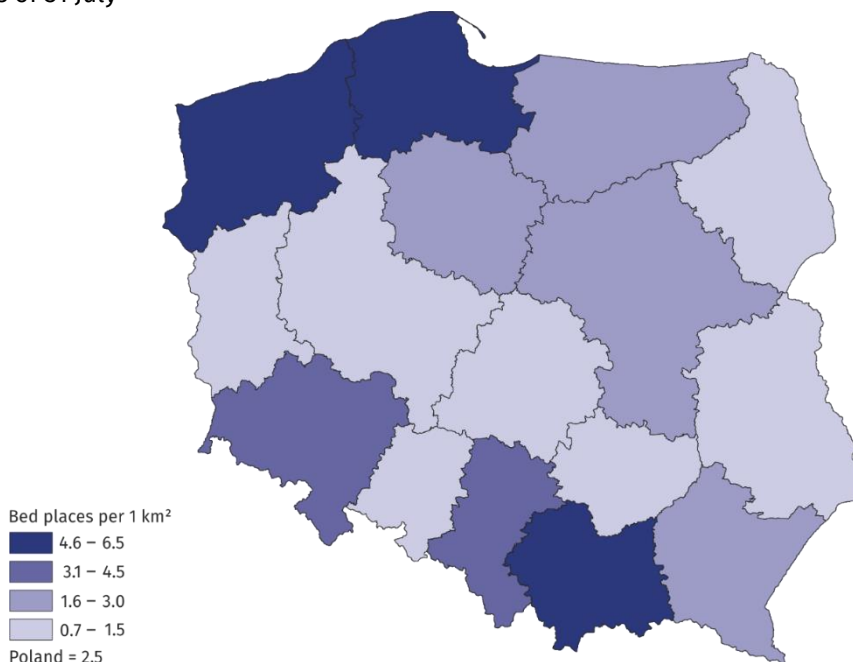 Bed places per 1 km²
4.6 – 6.5
3.1 – 4.5
1.6 – 3.0
0.7 – 1.5
Poland = 2.5